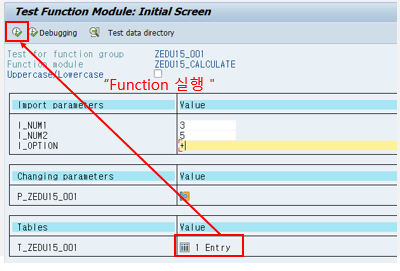 Test Function Module: Initial Screen
Debugging Test data directory
Test for function group ZEDU15_001
Function module ZEDU15_CALCULATE
Uppercase/Lowercase
"Function 실행 "
Import parameters Value
I_NUM1 3
I_NUM2 5
I_OPTION +
Changing parameters Value
P_ZEDU15_001
Tables Value
T_ZEDU15_001 1 Entry